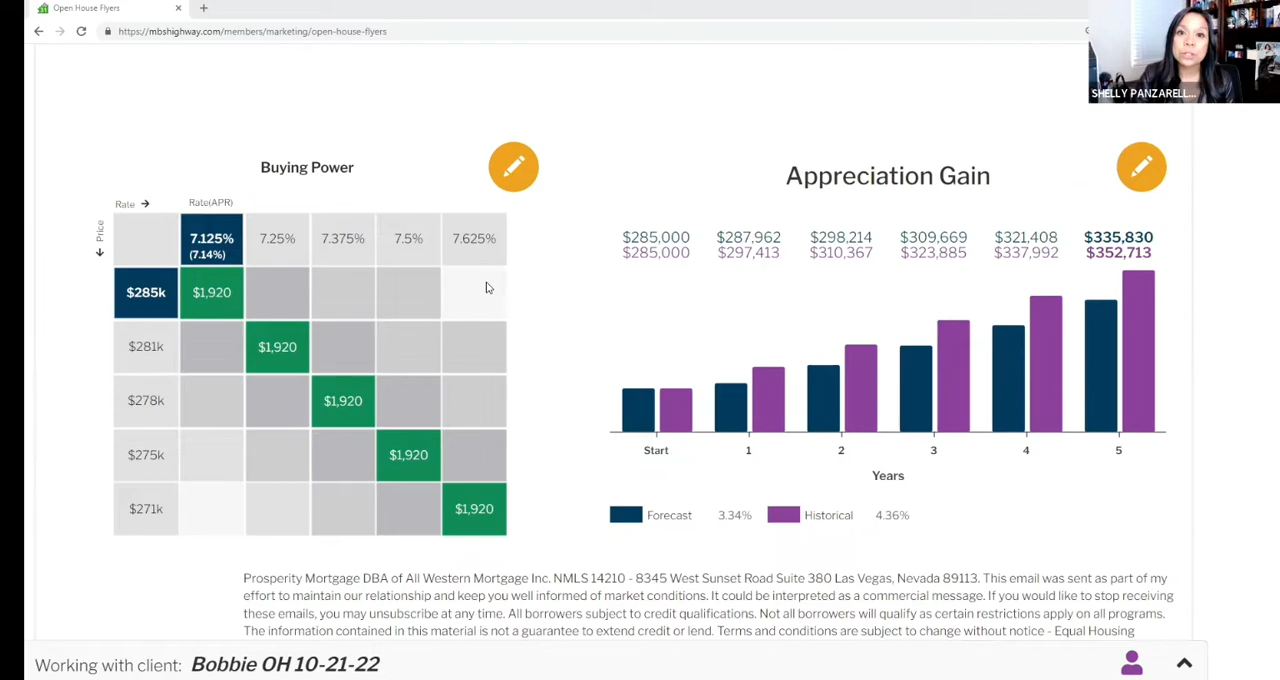 Open House Flyers
https://mbshighway.com/members/marketing/open-house-flyers
SHELLY PANZARELL...
Buying Power
Rate
Rate(APR)
Price
7.125% 7.25% 7.375% 7.5% 7.625%
(7.14%)
$285k $1,920
$281k $1,920
$278k $1,920
$275k $1,920
$271k $1,920
Appreciation Gain
$285,000 $287,962 $298,214 $309,669 $321,408 $335,830
$285,000 $297,413 $310,367 $323,885 $337,992 $352,713
Start 1 2 3 4 5
Years
Forecast 3.34% Historical 4.36%
Prosperity Mortgage DBA of All Western Mortgage Inc. NMLS 14210 - 8345 West Sunset Road Suite 380 Las Vegas, Nevada 89113. This email was sent as part of my
effort to maintain our relationship and keep you well informed of market conditions. It could be interpreted as a commercial message. If you would like to stop receiving
these emails, you may unsubscribe at any time. All borrowers subject to credit qualifications. Not all borrowers will qualify as certain restrictions apply on all programs.
The information contained in this material is not a guarantee to extend credit or lend. Terms and conditions are subject to change without notice - Equal Housing
Working with client: Bobbie OH 10-21-22